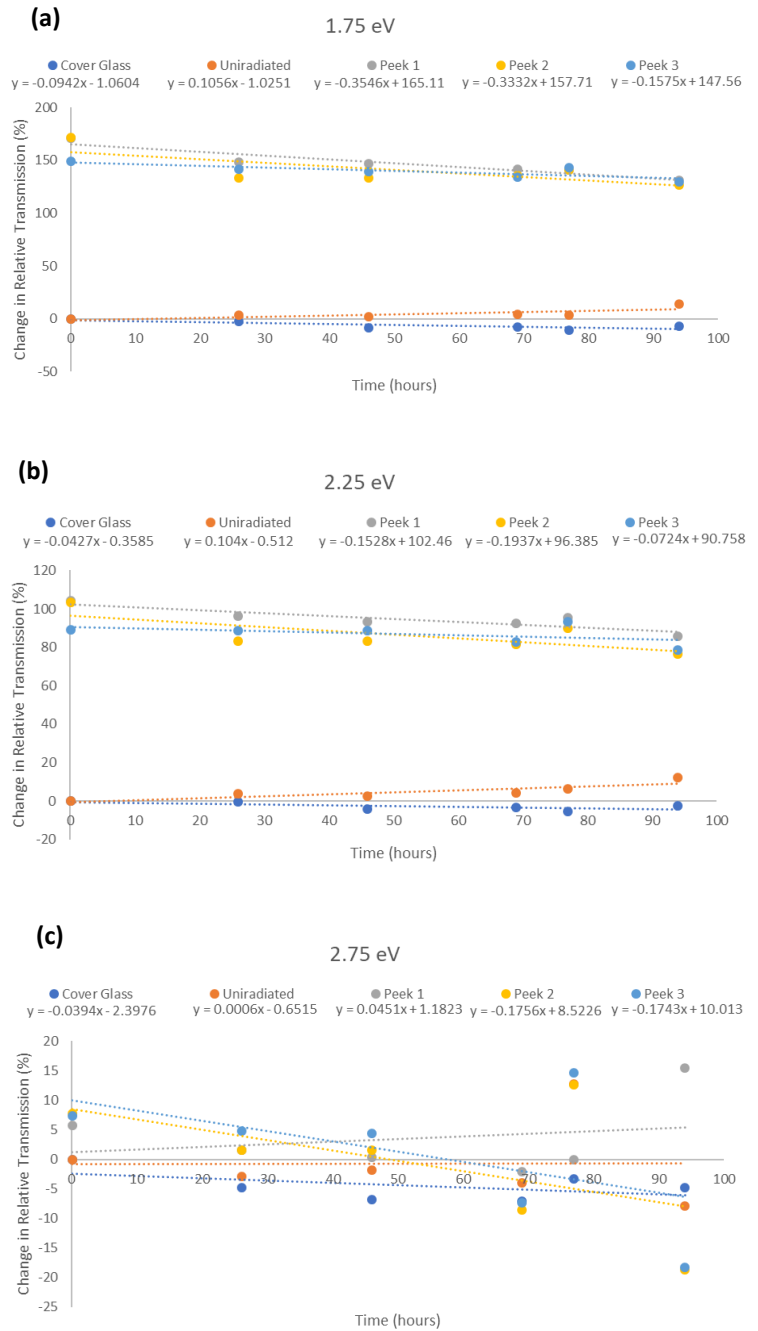 (a)
1.75 eV
Cover Glass Uniradiated Peek 1 Peek 2 Peek 3
y = -0.0942x - 1.0604 y = 0.1056x - 1.0251 y = -0.3546x + 165.11 y = -0.3332x + 157.71 y = -0.1575x + 147.56
Change in Relative Transmission (%)
200
150
100
50
0
-50
0 10 20 30 40 50 60 70 80 90 100
Time (hours)
(b)
2.25 eV
Cover Glass Uniradiated Peek 1 Peek 2 Peek 3
y = -0.0427x - 0.3585 y = 0.104x - 0.512 y = -0.1528x + 102.46 y = -0.1937x + 96.385 y = -0.0724x + 90.758
Change in Relative Transmission (%)
120
100
80
60
40
20
0
-20
0 10 20 30 40 50 60 70 80 90 100
Time (hours)
(c)
2.75 eV
Cover Glass Uniradiated Peek 1 Peek 2 Peek 3
y = -0.0394x - 2.3976 y = 0.0006x - 0.6515 y = 0.0451x + 1.1823 y = -0.1756x + 8.5226 y = -0.1743x + 10.013
Change in Relative Transmission (%)
20
15
10
5
0
-5
-10
-15
-20
-25
0 10 20 30 40 50 60 70 80 90 100
Time (hours)